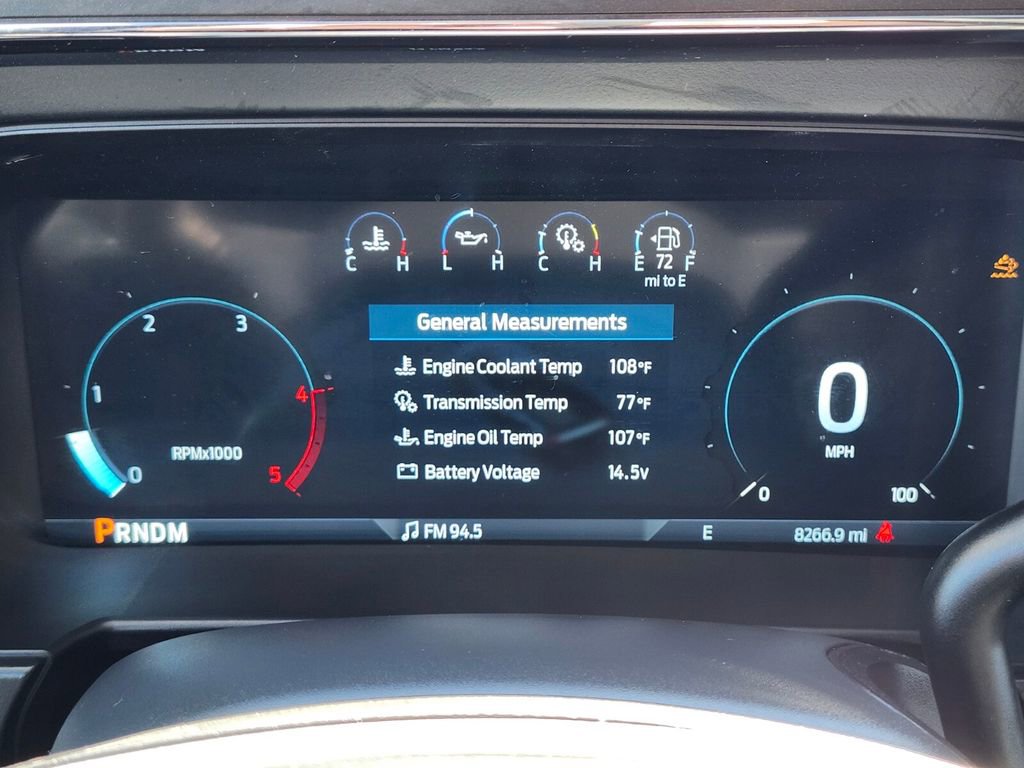 C H L H C H E 72 F
mi to E
General Measurements
Engine Coolant Temp 108°F
Transmission Temp 77°F
Engine Oil Temp 107°F
Battery Voltage 14.5v
0 1 2 3 4 5
RPMx1000
0
MPH
0 100
PRNDM
FM 94.5
E
8266.9 mi